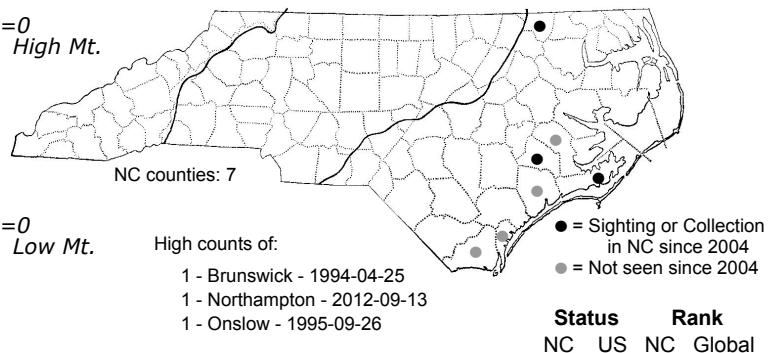 =0
High Mt.
NC counties: 7
=0
Low Mt.
High counts of:
1 - Brunswick - 1994-04-25
1 - Northampton - 2012-09-13
1 - Onslow - 1995-09-26
= Sighting or Collection
in NC since 2004
= Not seen since 2004
Status Rank
NC US NC Global